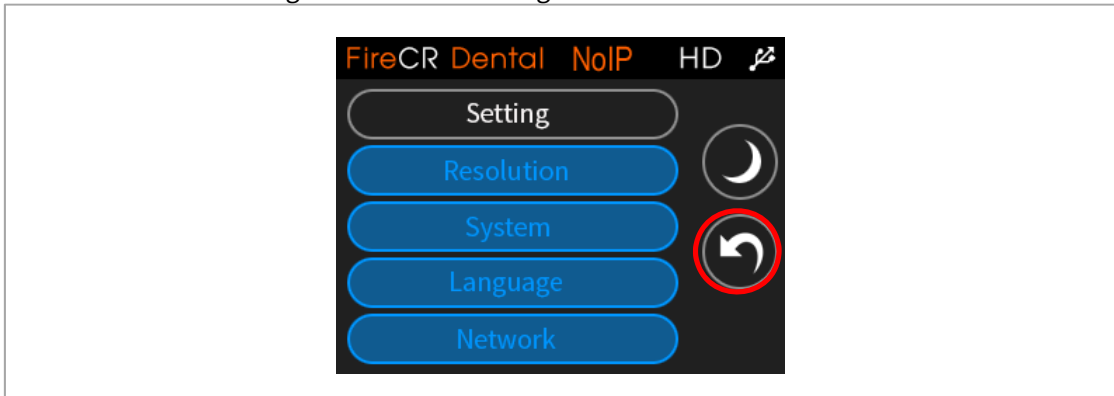 FireCR Dental NoIP HD
Setting
Resolution
System
Language
Network